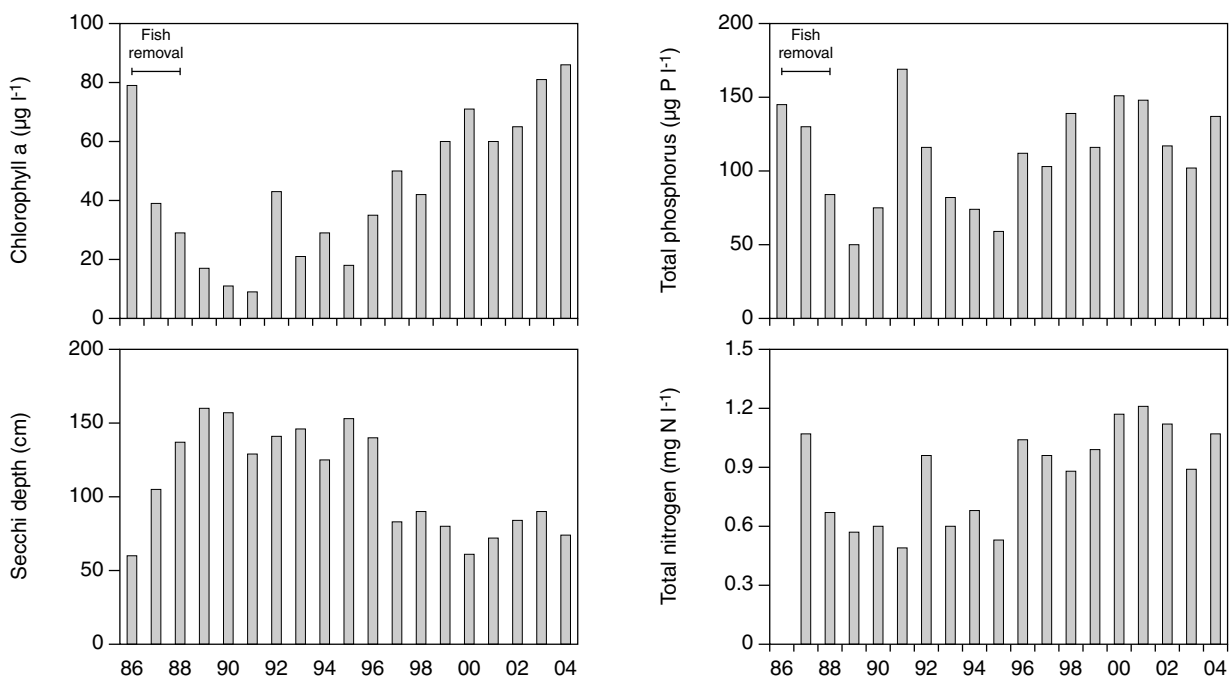 Chlorophyll a (µg l-1)
100
80
60
40
20
0
Fish
removal
Total phosphorus (µg P l-1)
200
150
100
50
0
Fish
removal
Secchi depth (cm)
200
150
100
50
0
86 88 90 92 94 96 98 00 02 04
Total nitrogen (mg N l-1)
1.5
1.2
0.9
0.6
0.3
0
86 88 90 92 94 96 98 00 02 04